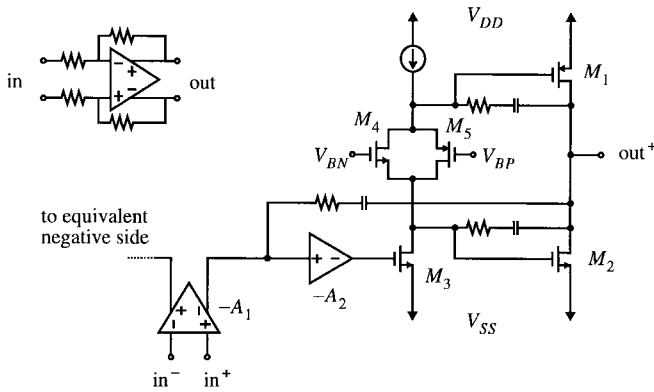 V_DD
in
out
M_1
M_4
M_5
V_BN
V_BP
out^+
to equivalent
negative side
−A_1
−A_2
M_3
M_2
V_SS
in^- in^+